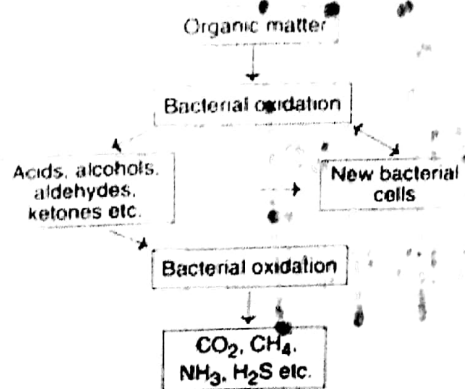 Organic matter
Bacterial oxidation
Acids, alcohols,
aldehydes,
ketones etc.
New bacterial
cells
Bacterial oxidation
CO₂, CH₄,
NH₃, H₂S etc.